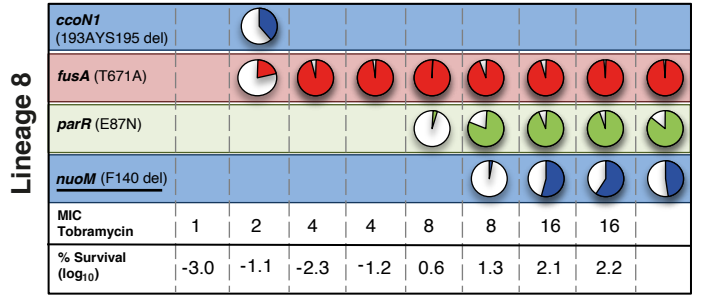 Lineage 8
ccoN1
(193AYS195 del)
fusA (T671A)
parR (E87N)
nuoM (F140 del)
MIC
Tobramycin
1 2 4 4 8 8 16 16
% Survival
(log10)
-3.0 -1.1 -2.3 -1.2 0.6 1.3 2.1 2.2